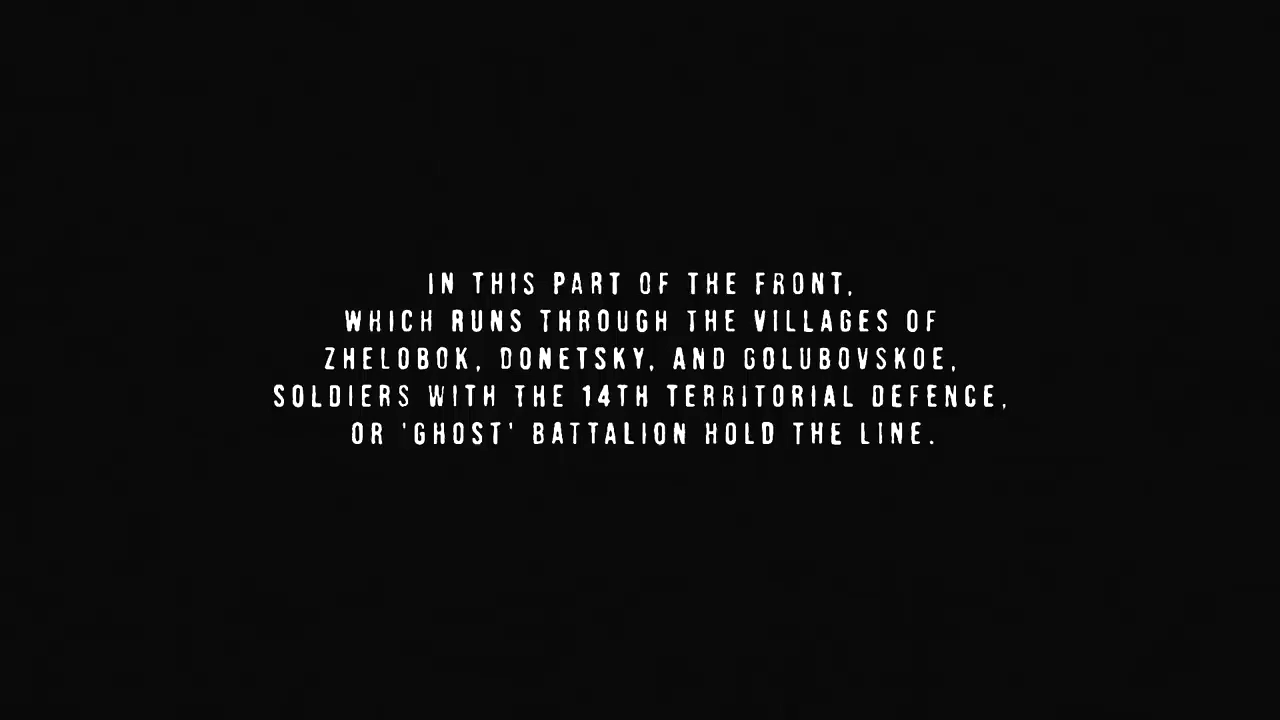 IN THIS PART OF THE FRONT,
WHICH RUNS THROUGH THE VILLAGES OF
ZHELOBOK, DONETSKY, AND GOLUBOVSKOE,
SOLDIERS WITH THE 14TH TERRITORIAL DEFENCE,
OR 'GHOST' BATTALION HOLD THE LINE.